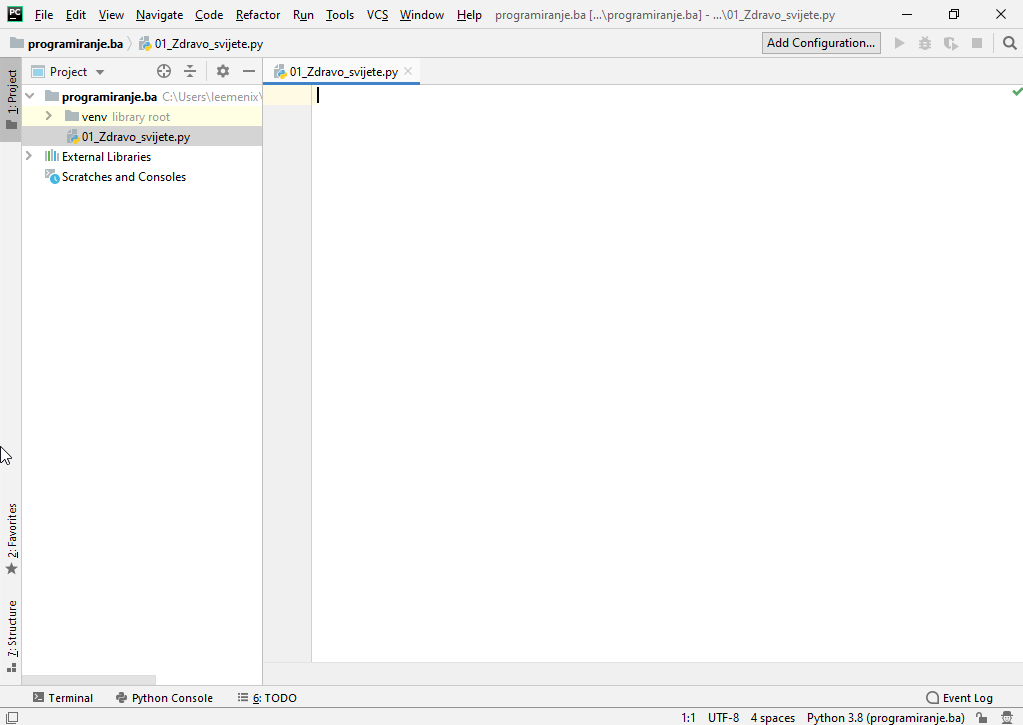 PC File Edit View Navigate Code Refactor Run Tools VCS Window Help programiranje.ba [...\programiranje.ba] - ...\01_Zdravo_svijete.py
programiranje.ba 01_Zdravo_svijete.py Add Configuration...
1: Project
Project
01_Zdravo_svijete.py
programiranje.ba C:\Users\leemenix\
venv library root
01_Zdravo_svijete.py
External Libraries
Scratches and Consoles
2: Favorites
7: Structure
Terminal Python Console 6: TODO Event Log
1:1 UTF-8 4 spaces Python 3.8 (programiranje.ba)